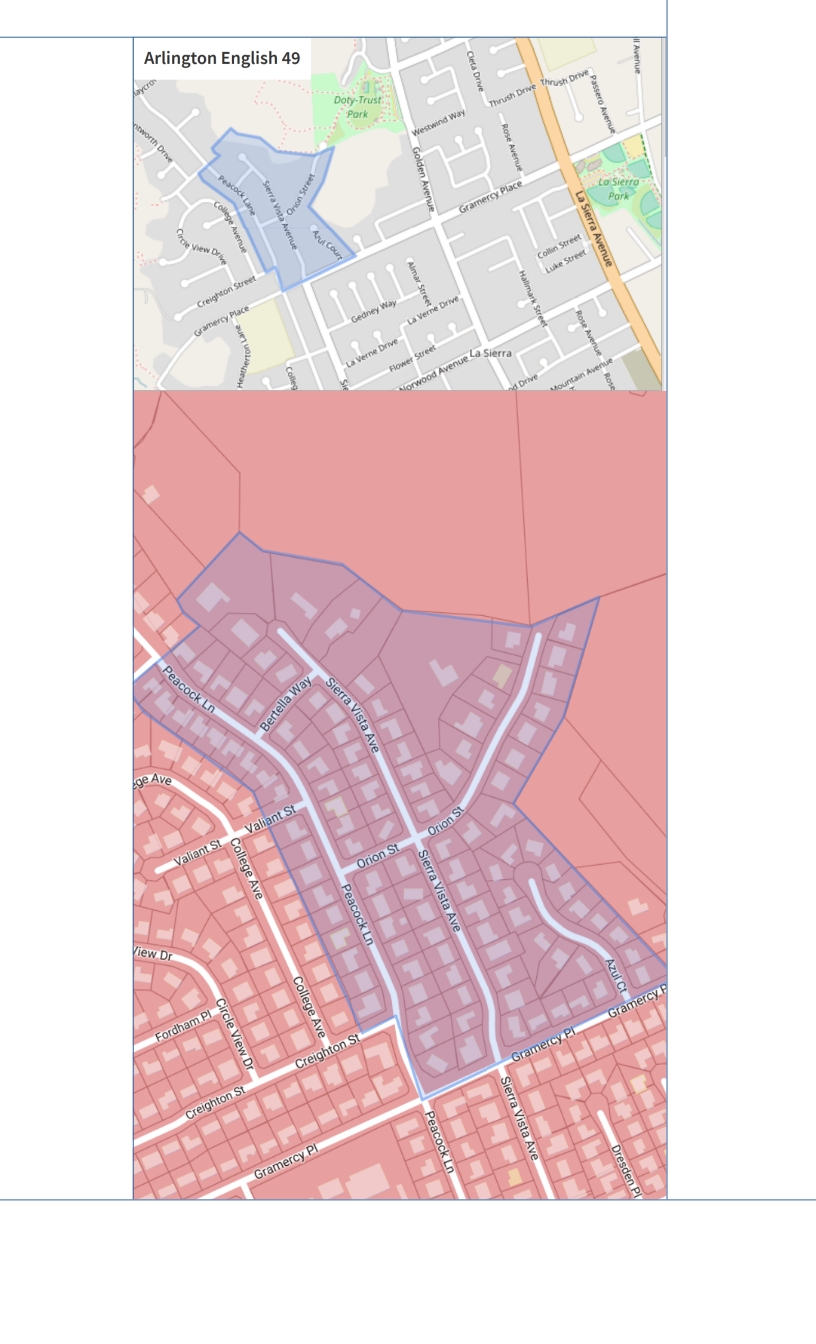 Arlington English 49
Doty-Trust
Park
Cleta Drive
Thrush Drive
Thrush Drive
Passero Avenue
Westwind Way
Rose Avenue
Golden Avenue
Gramercy Place
La Sierra
Park
La Sierra Avenue
Peacock Lane
Sierra Vista Avenue
Orion Street
College Avenue
Azul Court
Circle View Drive
Collin Street
Luke Street
Creighton Street
Gramercy Place
Almar Street
Gedney Way
La Verne Drive
Hallmark Street
La Verne Drive
Flower Street
La Sierra
Rose Avenue
Norwood Avenue
Mountain Avenue
Rose
Heatherton Lane
Peacock Ln
Bertella Way
Sierra Vista Ave
Valiant St
Valiant St
Orion St
Orion St
College Ave
Peacock Ln
Sierra Vista Ave
College Ave
Azul Ct
View Dr
Fordham Pl
Circle View Dr
Creighton St
Creighton St
Gramercy Pl
Gramercy P
Gramercy Pl
Peacock Ln
Sierra Vista Ave
Dresden Pl